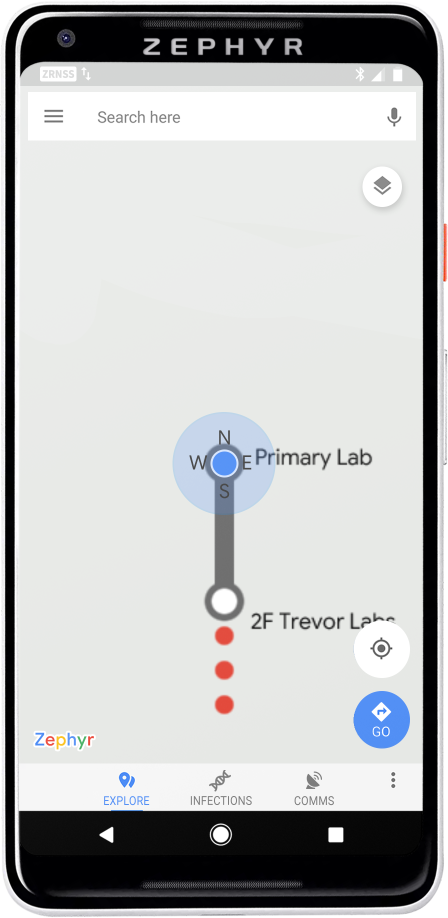 ZEPHYR
ZRNSS
Search here
N
W E Primary Lab
S
2F Trevor Labs
GO
Zephyr
EXPLORE INFECTIONS COMMS